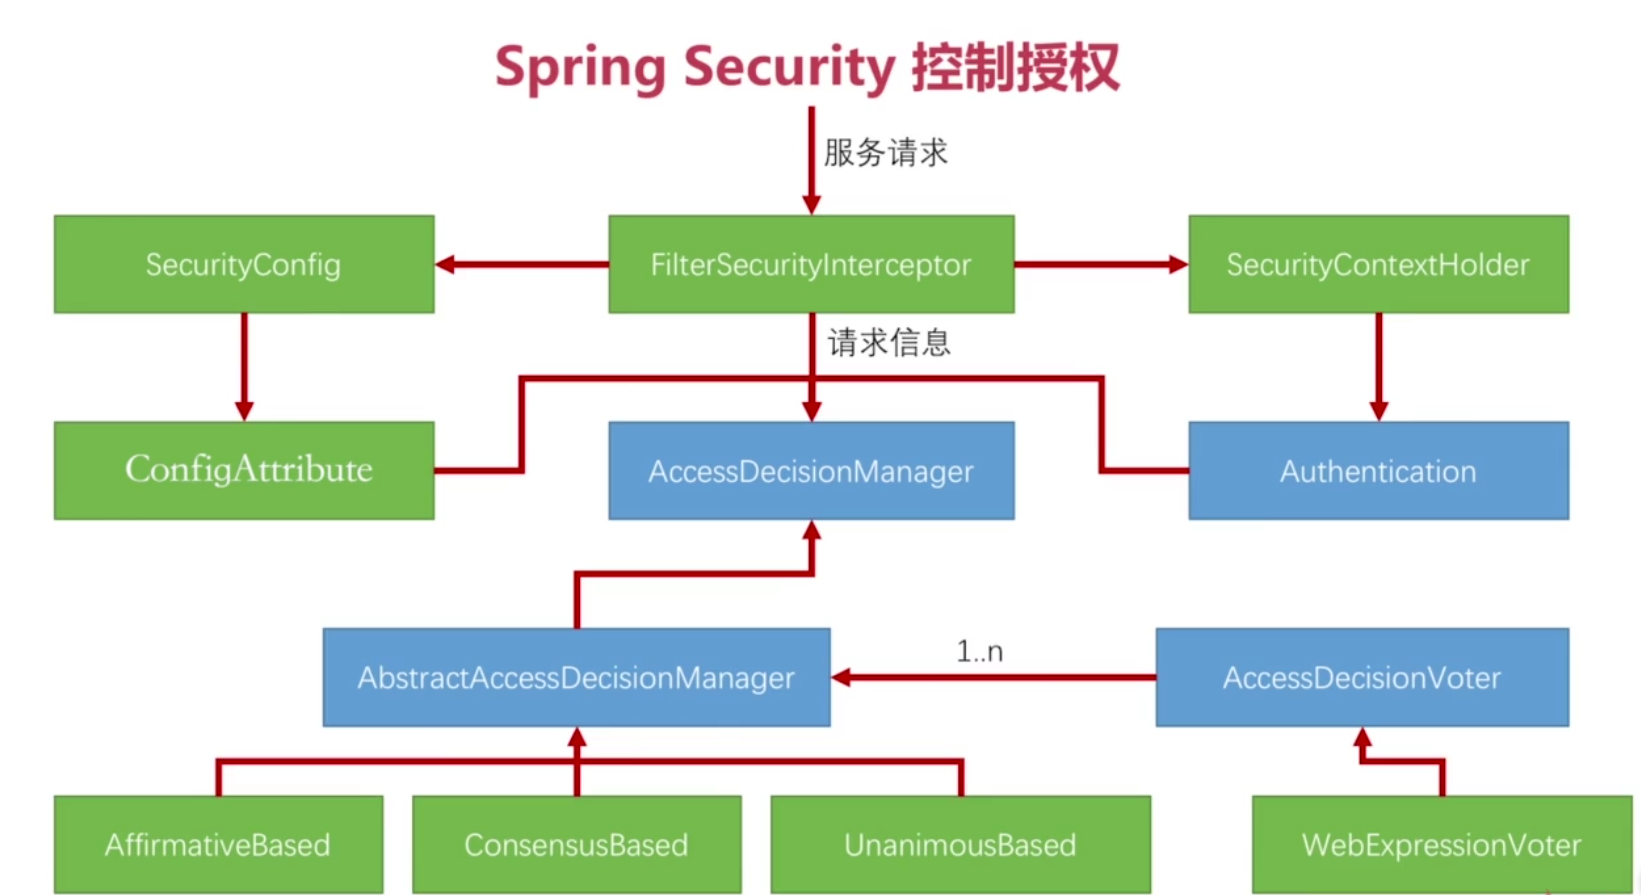 Spring Security 控制授权
服务请求
SecurityConfig
FilterSecurityInterceptor
SecurityContextHolder
请求信息
ConfigAttribute
AccessDecisionManager
Authentication
AbstractAccessDecisionManager
1..n
AccessDecisionVoter
AffirmativeBased
ConsensusBased
UnanimousBased
WebExpressionVoter